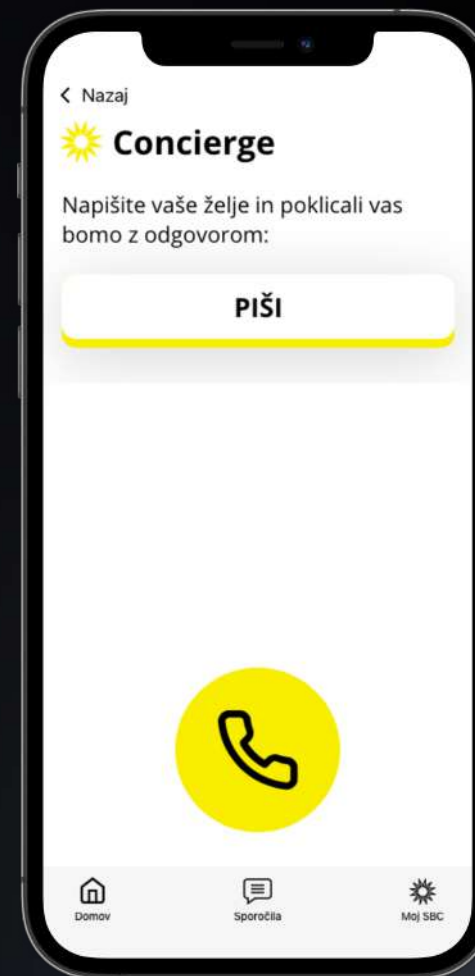 Nazaj
Concierge
Napišite vaše želje in poklicali vas
bomo z odgovorom:
PIŠI
Domov
Sporočila
Moj SBC